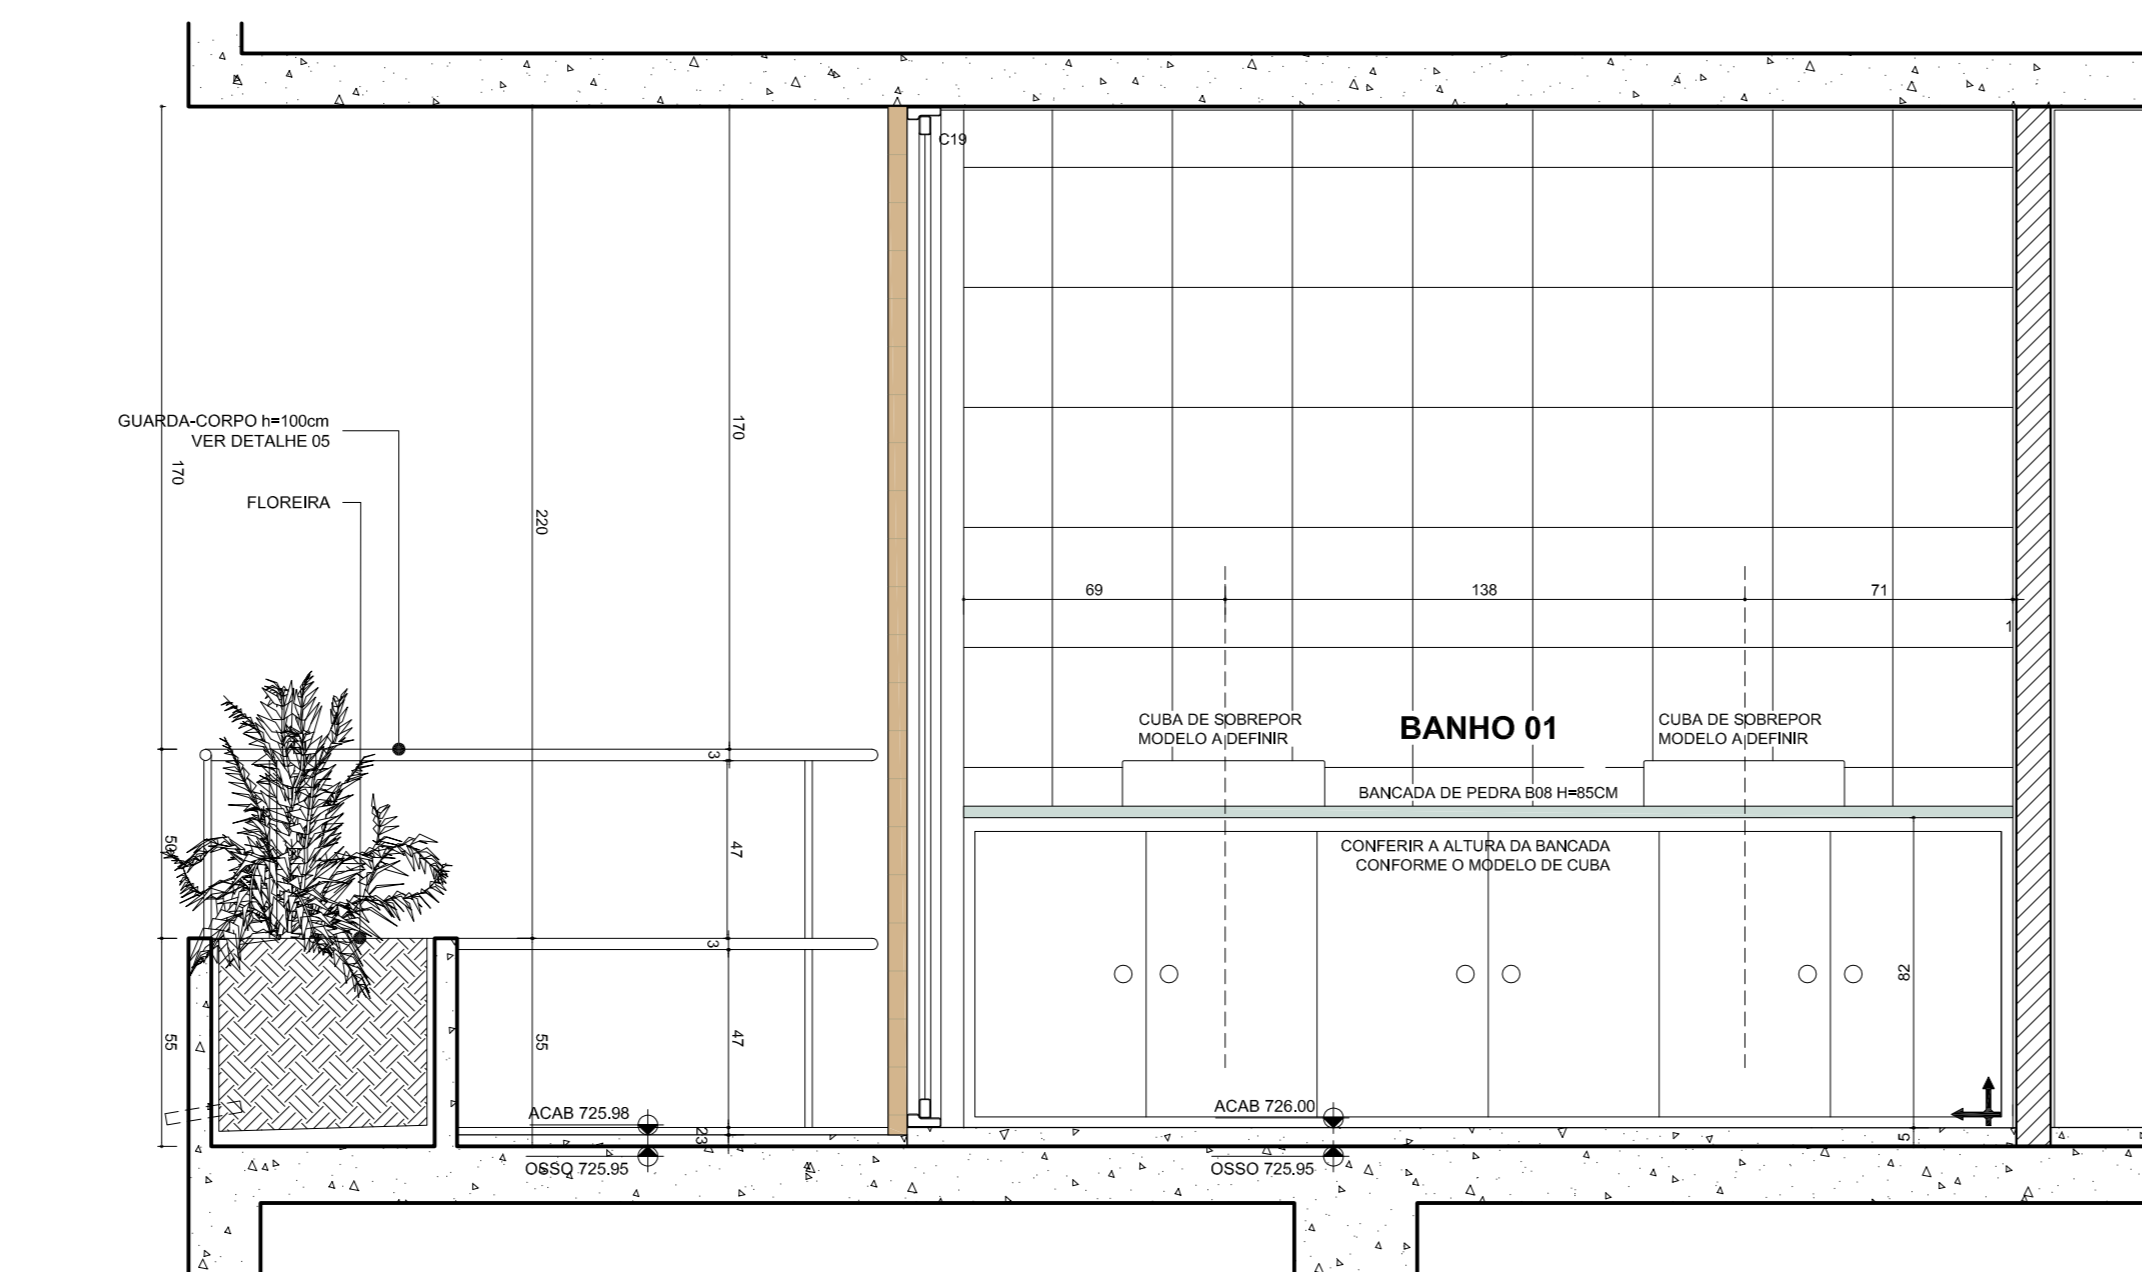 C19
GUARDA-CORPO h=100cm
VER DETALHE 05
170
170
FLOREIRA
220
69
138
71
1
CUBA DE SOBREPOR
MODELO A DEFINIR
BANHO 01
CUBA DE SOBREPOR
MODELO A DEFINIR
3
BANCADA DE PEDRA B08 H=85CM
50
47
CONFERIR A ALTURA DA BANCADA
CONFORME O MODELO DE CUBA
3
82
55
55
47
ACAB 725.98
ACAB 726.00
23
5
OSSO 725.95
OSSO 725.95